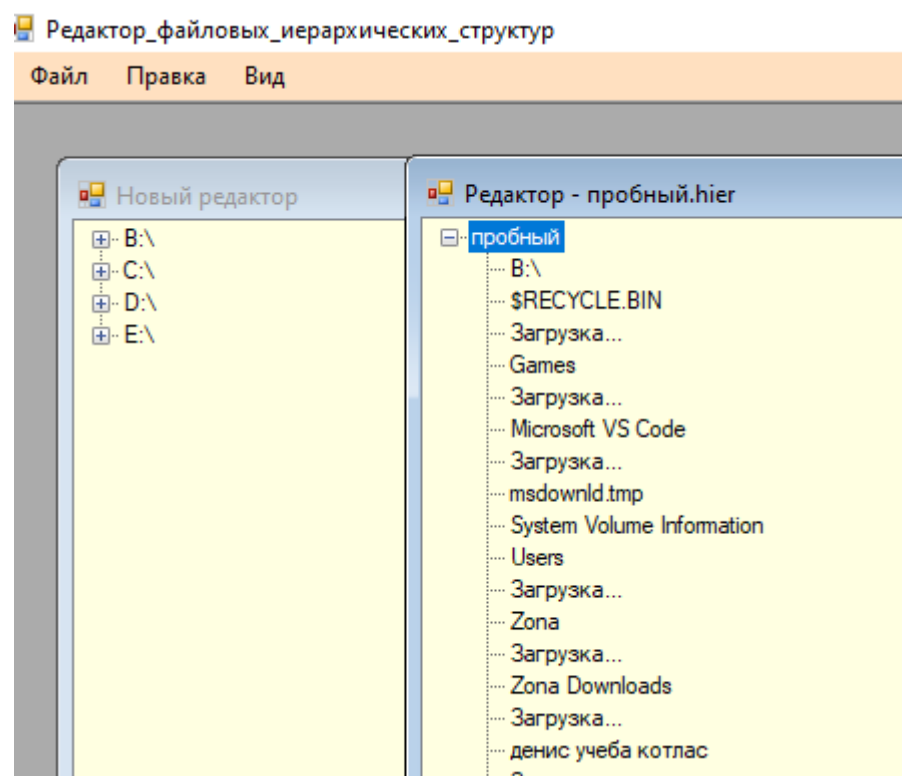 Редактор_файловых_иерархических_структур
Файл Правка Вид
Новый редактор
B:\
C:\
D:\
E:\
Редактор - пробный.hier
пробный
B:\
$RECYCLE.BIN
Загрузка...
Games
Загрузка...
Microsoft VS Code
Загрузка...
msdownld.tmp
System Volume Information
Users
Загрузка...
Zona
Загрузка...
Zona Downloads
Загрузка...
денис учеба котлас